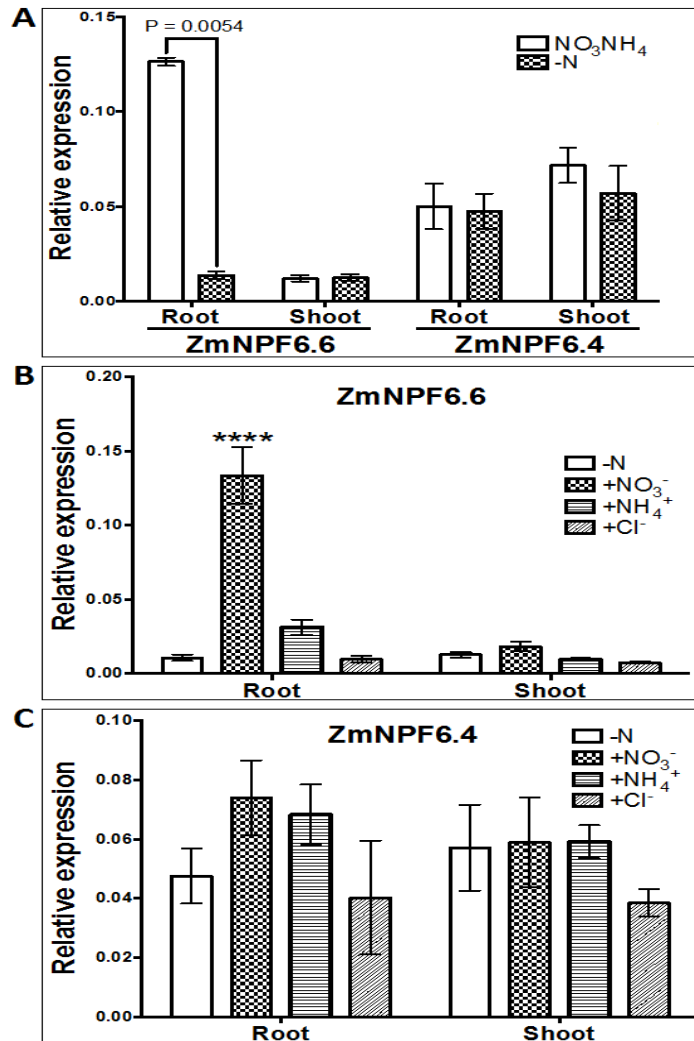 A
P = 0.0054
NO₃NH₄
-N
Relative expression
0.15
0.10
0.05
0.00
Root Shoot Root Shoot
ZmNPF6.6 ZmNPF6.4
B
ZmNPF6.6
****
-N
+NO₃⁻
+NH₄⁺
+Cl⁻
Relative expression
0.20
0.15
0.10
0.05
0.00
Root Shoot
C
ZmNPF6.4
-N
+NO₃⁻
+NH₄⁺
+Cl⁻
Relative expression
0.10
0.08
0.06
0.04
0.02
0.00
Root Shoot